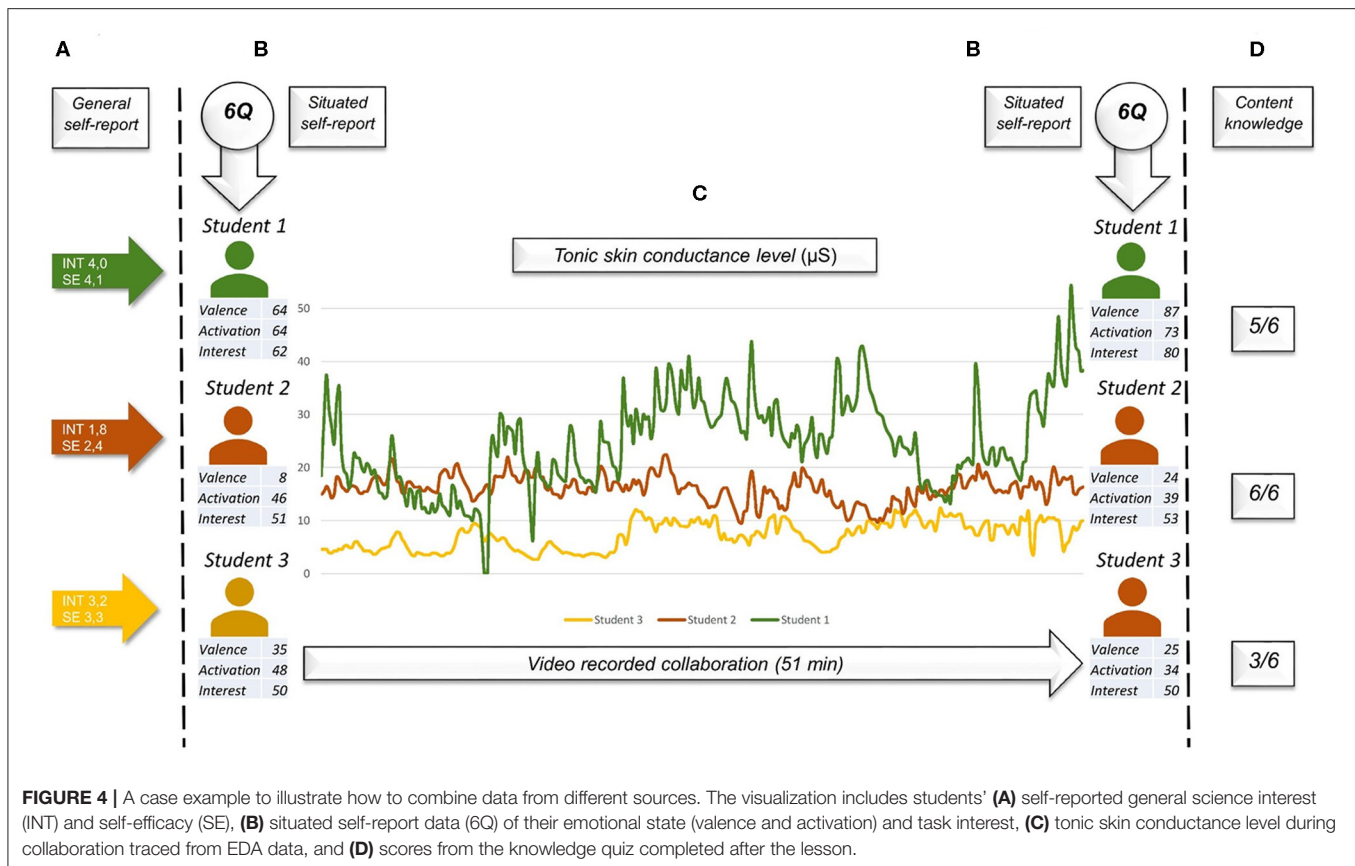 A
B
B
D
General
self-report
6Q
Situated
self-report
Situated
self-report
6Q
Content
knowledge
C
Tonic skin conductance level (µS)
INT 4,0
SE 4,1
Student 1
Valence 64
Activation 64
Interest 62
INT 1,8
SE 2,4
Student 2
Valence 8
Activation 46
Interest 51
INT 3,2
SE 3,3
Student 3
Valence 35
Activation 48
Interest 50
50
40
30
20
10
0
Student 3 Student 2 Student 1
Video recorded collaboration (51 min)
Student 1
Valence 87
Activation 73
Interest 80
5/6
Student 2
Valence 24
Activation 39
Interest 53
6/6
Student 3
Valence 25
Activation 34
Interest 50
3/6
FIGURE 4 | A case example to illustrate how to combine data from different sources. The visualization includes students' (A) self-reported general science interest
(INT) and self-efficacy (SE), (B) situated self-report data (6Q) of their emotional state (valence and activation) and task interest, (C) tonic skin conductance level during
collaboration traced from EDA data, and (D) scores from the knowledge quiz completed after the lesson.